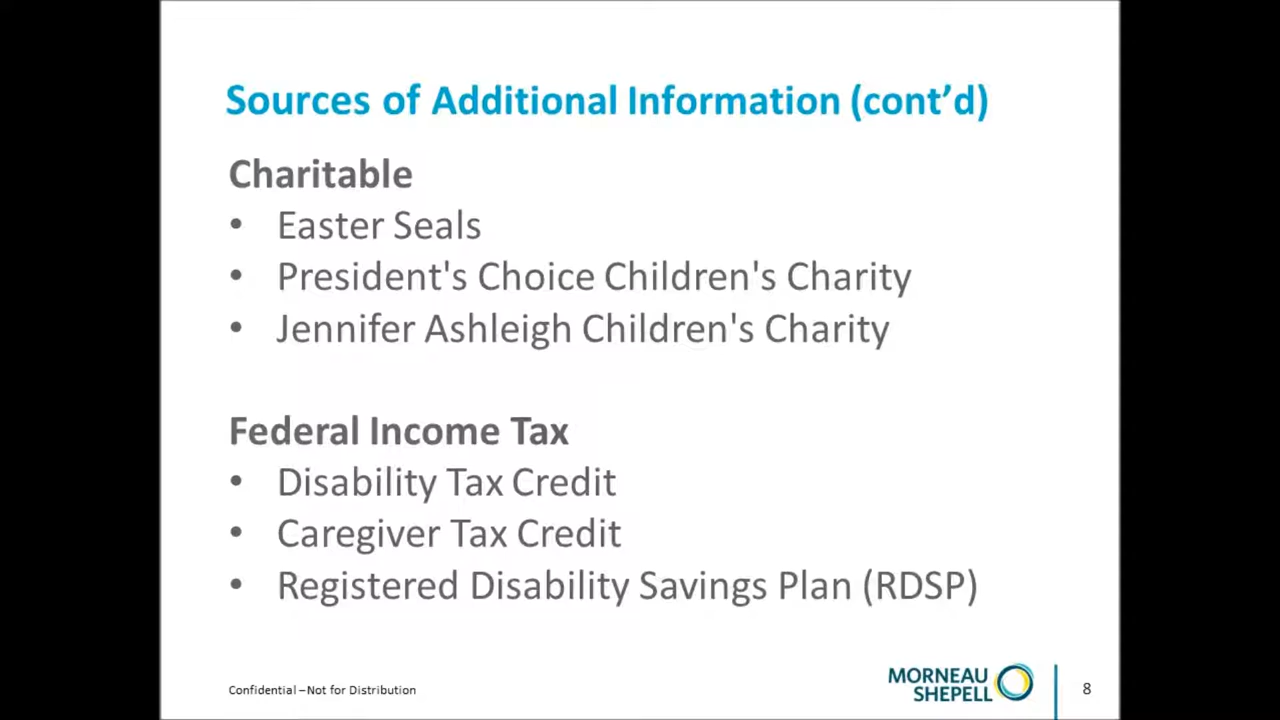 Sources of Additional Information (cont’d)
Charitable
• Easter Seals
• President's Choice Children's Charity
• Jennifer Ashleigh Children's Charity
Federal Income Tax
• Disability Tax Credit
• Caregiver Tax Credit
• Registered Disability Savings Plan (RDSP)
Confidential – Not for Distribution
MORNEAU
SHEPELL
8